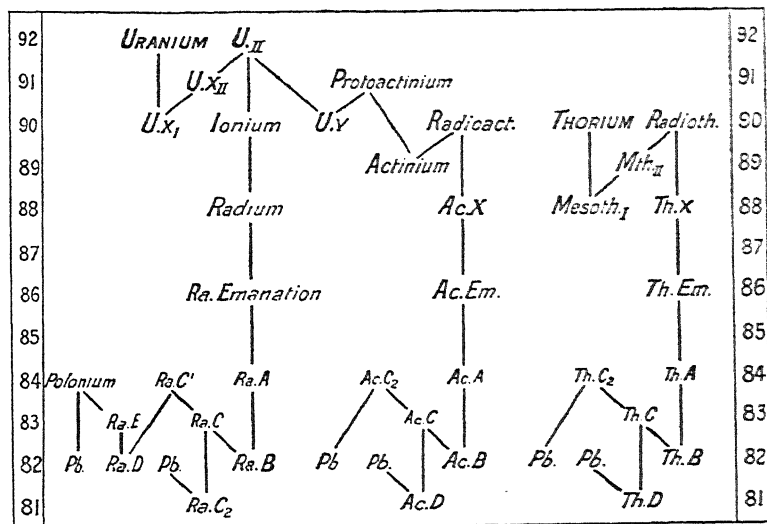 92 URANIUM U.II 92
91 U.XII Protoactinium 91
90 U.XI Ionium U.Y Radioact. THORIUM Radioth. 90
89 Actinium Mth.II 89
88 Radium Ac.X Mesoth.I Th.X 88
87 87
86 Ra.Emanation Ac.Em. Th.Em. 86
85 85
84 Polonium Ra.C' Ra.A Ac.C2 Ac.A Th.C2 Th.A 84
83 Ra.E Ra.C Ac.C Th.C 83
82 Pb. Ra.D Pb. Ra.B Pb Pb. Ac.B Pb. Pb. Th.B 82
81 Ra.C2 Ac.D Th.D 81